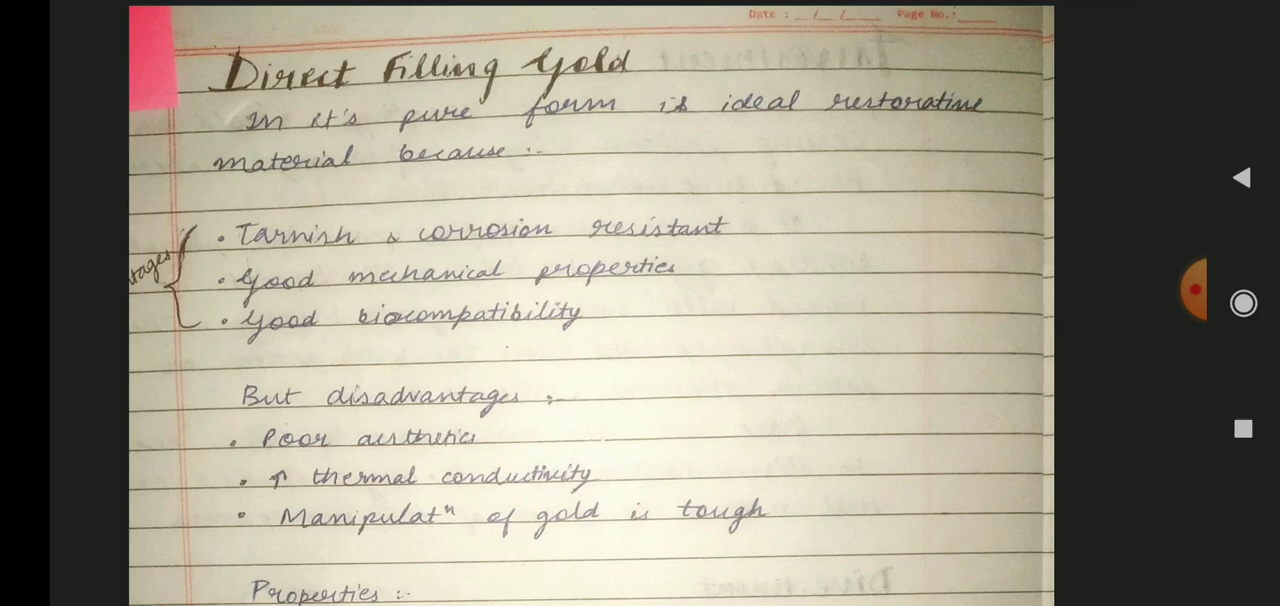 Date : __/__/____ Page No.:_____
Direct Filling Gold
In it's pure form is ideal restorative
material because :-
tages
• Tarnish & corrosion resistant
• Good mechanical properties
• Good biocompatibility
But disadvantages :-
• Poor aesthetics
• ↑ thermal conductivity
• Manipulatⁿ of gold is tough
Properties :-